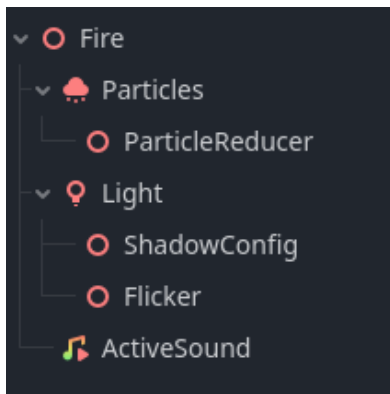 Fire
Particles
ParticleReducer
Light
ShadowConfig
Flicker
ActiveSound